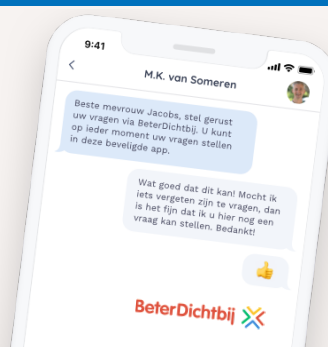 9:41
M.K. van Someren
Beste mevrouw Jacobs, stel gerust
uw vragen via BeterDichtbij. U kunt
op ieder moment uw vragen stellen
in deze beveligde app.
Wat goed dat dit kan! Mocht ik
iets vergeten zijn te vragen, dan
is het fijn dat ik u hier nog een
vraag kan stellen. Bedankt!
BeterDichtbij